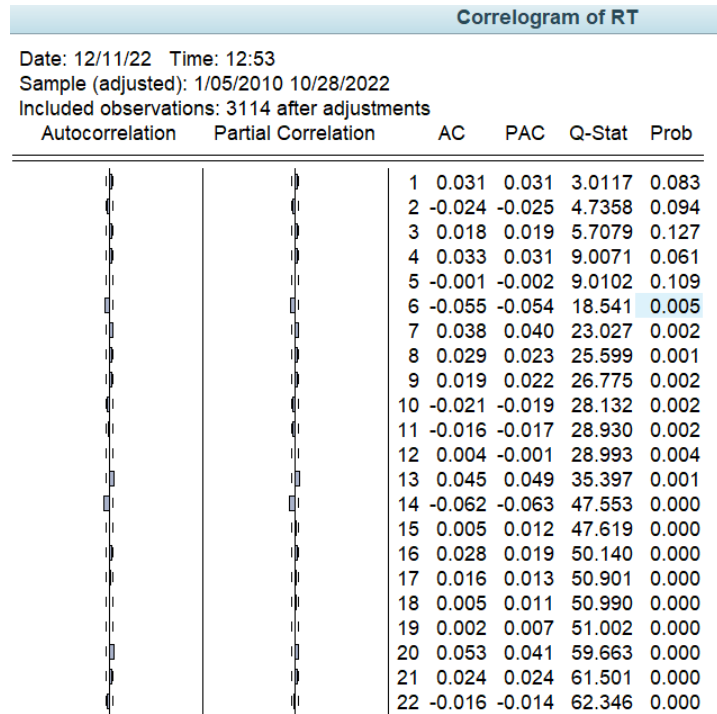 Correlogram of RT
Date: 12/11/22 Time: 12:53
Sample (adjusted): 1/05/2010 10/28/2022
Included observations: 3114 after adjustments
Autocorrelation Partial Correlation AC PAC Q-Stat Prob
1 0.031 0.031 3.0117 0.083
2 -0.024 -0.025 4.7358 0.094
3 0.018 0.019 5.7079 0.127
4 0.033 0.031 9.0071 0.061
5 -0.001 -0.002 9.0102 0.109
6 -0.055 -0.054 18.541 0.005
7 0.038 0.040 23.027 0.002
8 0.029 0.023 25.599 0.001
9 0.019 0.022 26.775 0.002
10 -0.021 -0.019 28.132 0.002
11 -0.016 -0.017 28.930 0.002
12 0.004 -0.001 28.993 0.004
13 0.045 0.049 35.397 0.001
14 -0.062 -0.063 47.553 0.000
15 0.005 0.012 47.619 0.000
16 0.028 0.019 50.140 0.000
17 0.016 0.013 50.901 0.000
18 0.005 0.011 50.990 0.000
19 0.002 0.007 51.002 0.000
20 0.053 0.041 59.663 0.000
21 0.024 0.024 61.501 0.000
22 -0.016 -0.014 62.346 0.000